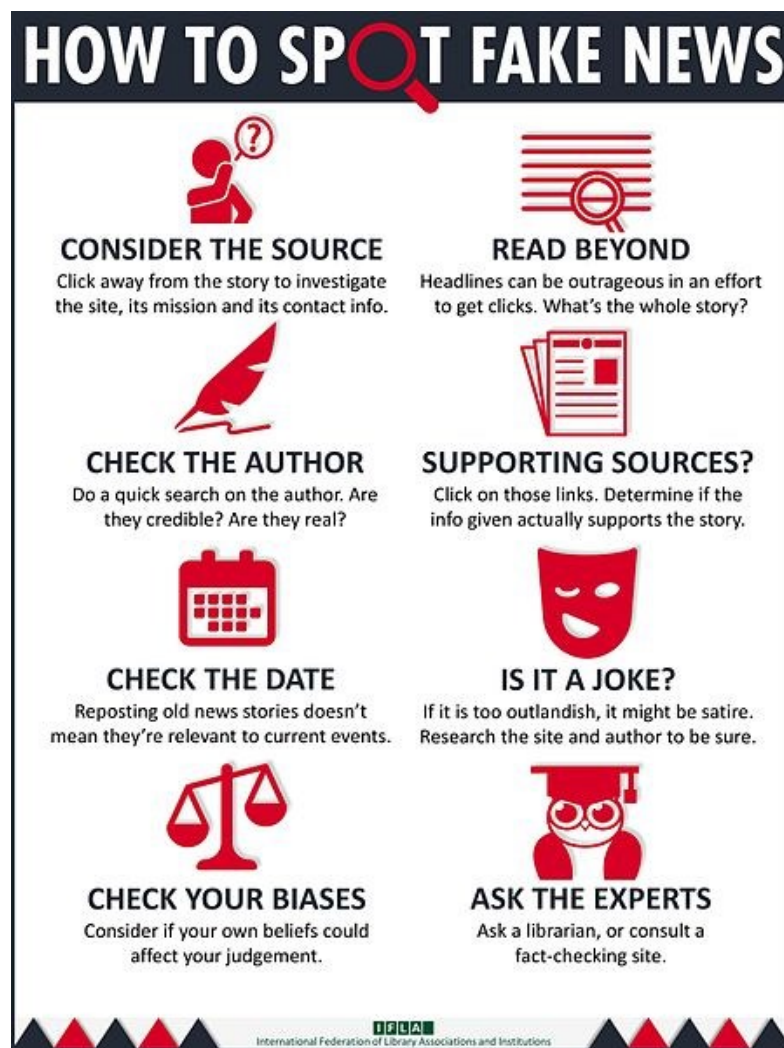 HOW TO SPOT FAKE NEWS
CONSIDER THE SOURCE
Click away from the story to investigate
the site, its mission and its contact info.
READ BEYOND
Headlines can be outrageous in an effort
to get clicks. What's the whole story?
CHECK THE AUTHOR
Do a quick search on the author. Are
they credible? Are they real?
SUPPORTING SOURCES?
Click on those links. Determine if the
info given actually supports the story.
CHECK THE DATE
Reposting old news stories doesn't
mean they're relevant to current events.
IS IT A JOKE?
If it is too outlandish, it might be satire.
Research the site and author to be sure.
CHECK YOUR BIASES
Consider if your own beliefs could
affect your judgement.
ASK THE EXPERTS
Ask a librarian, or consult a
fact-checking site.
IFLA
International Federation of Library Associations and Institutions